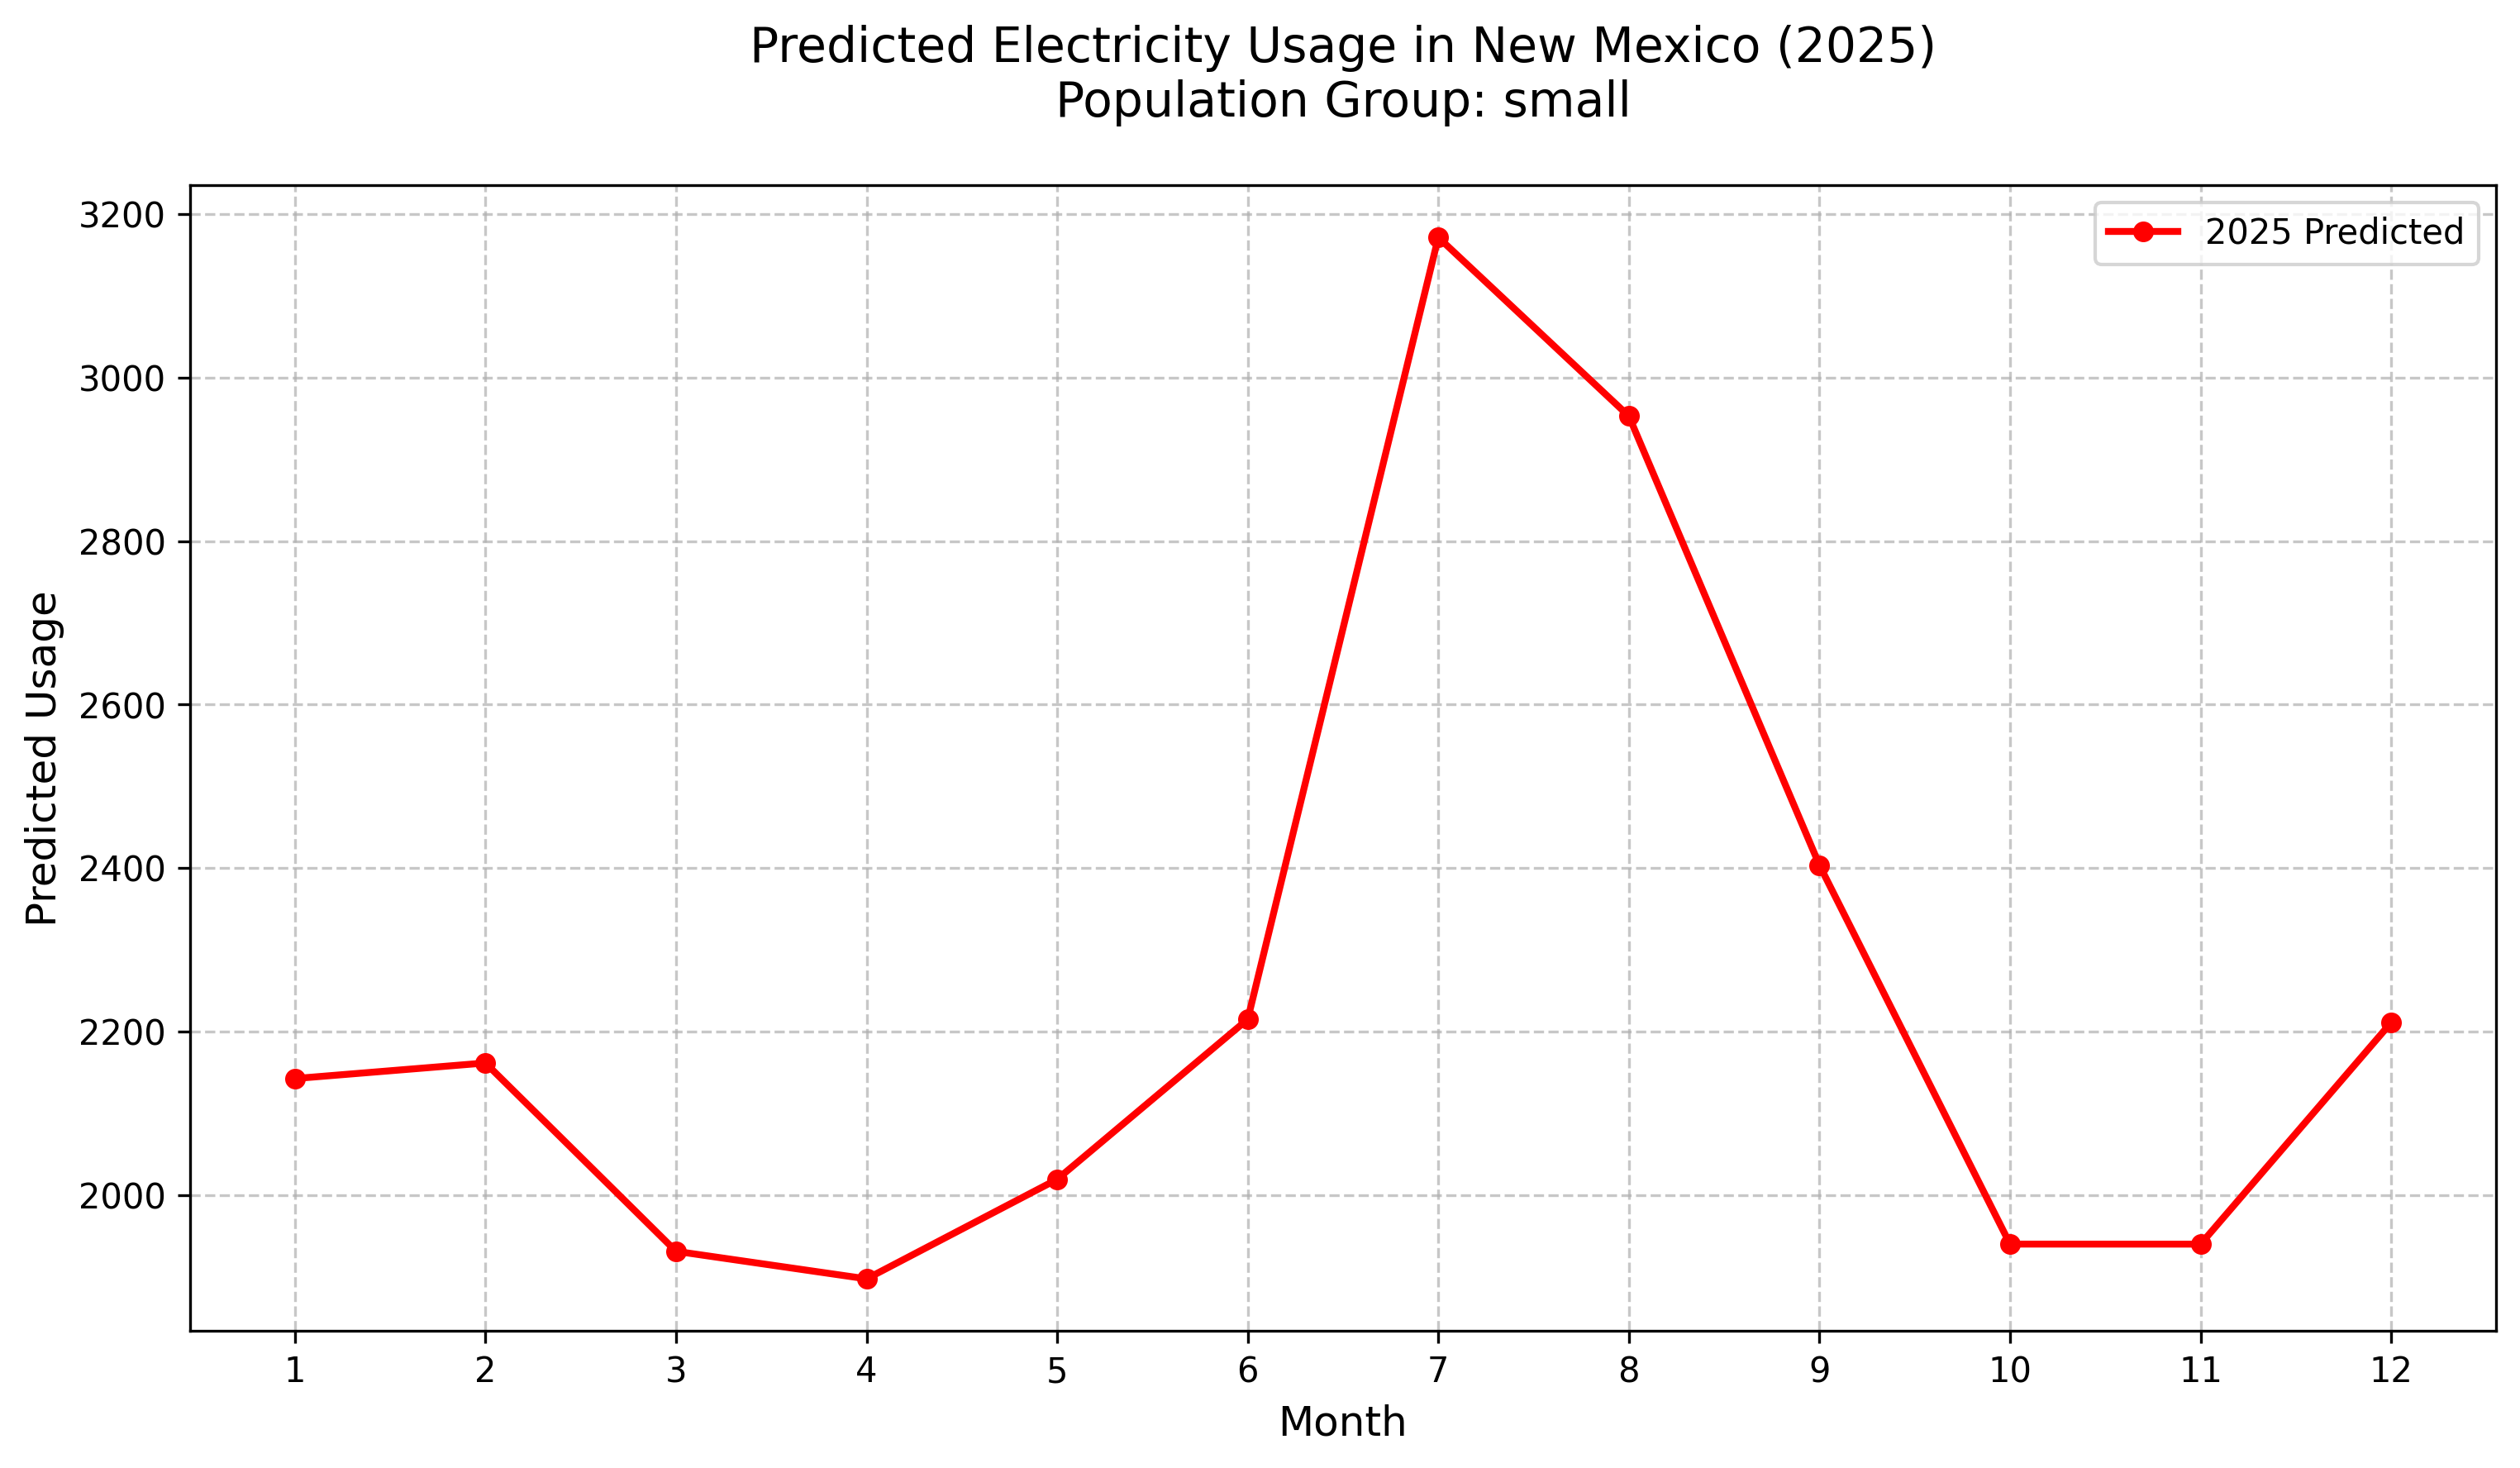 Predicted Electricity Usage in New Mexico (2025)
Population Group: small
3200
3000
2800
2600
2400
2200
2000
Predicted Usage
2025 Predicted
1 2 3 4 5 6 7 8 9 10 11 12
Month